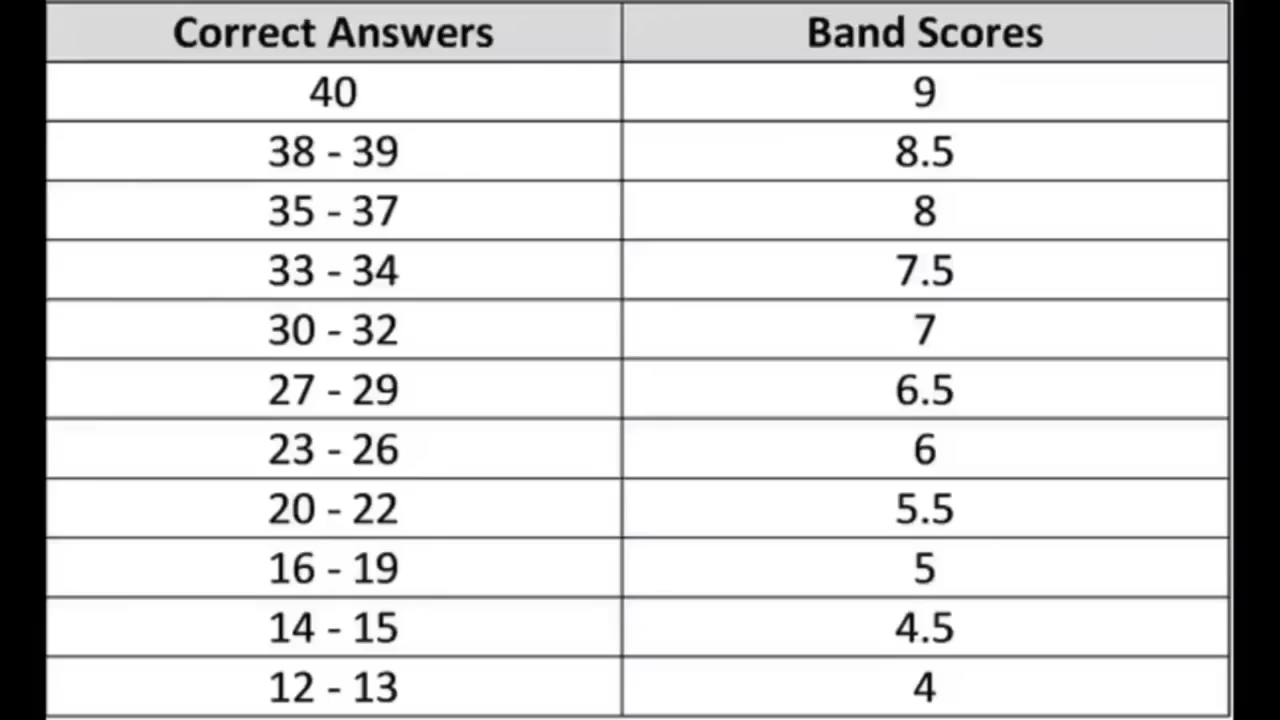 Correct Answers Band Scores
40 9
38 - 39 8.5
35 - 37 8
33 - 34 7.5
30 - 32 7
27 - 29 6.5
23 - 26 6
20 - 22 5.5
16 - 19 5
14 - 15 4.5
12 - 13 4